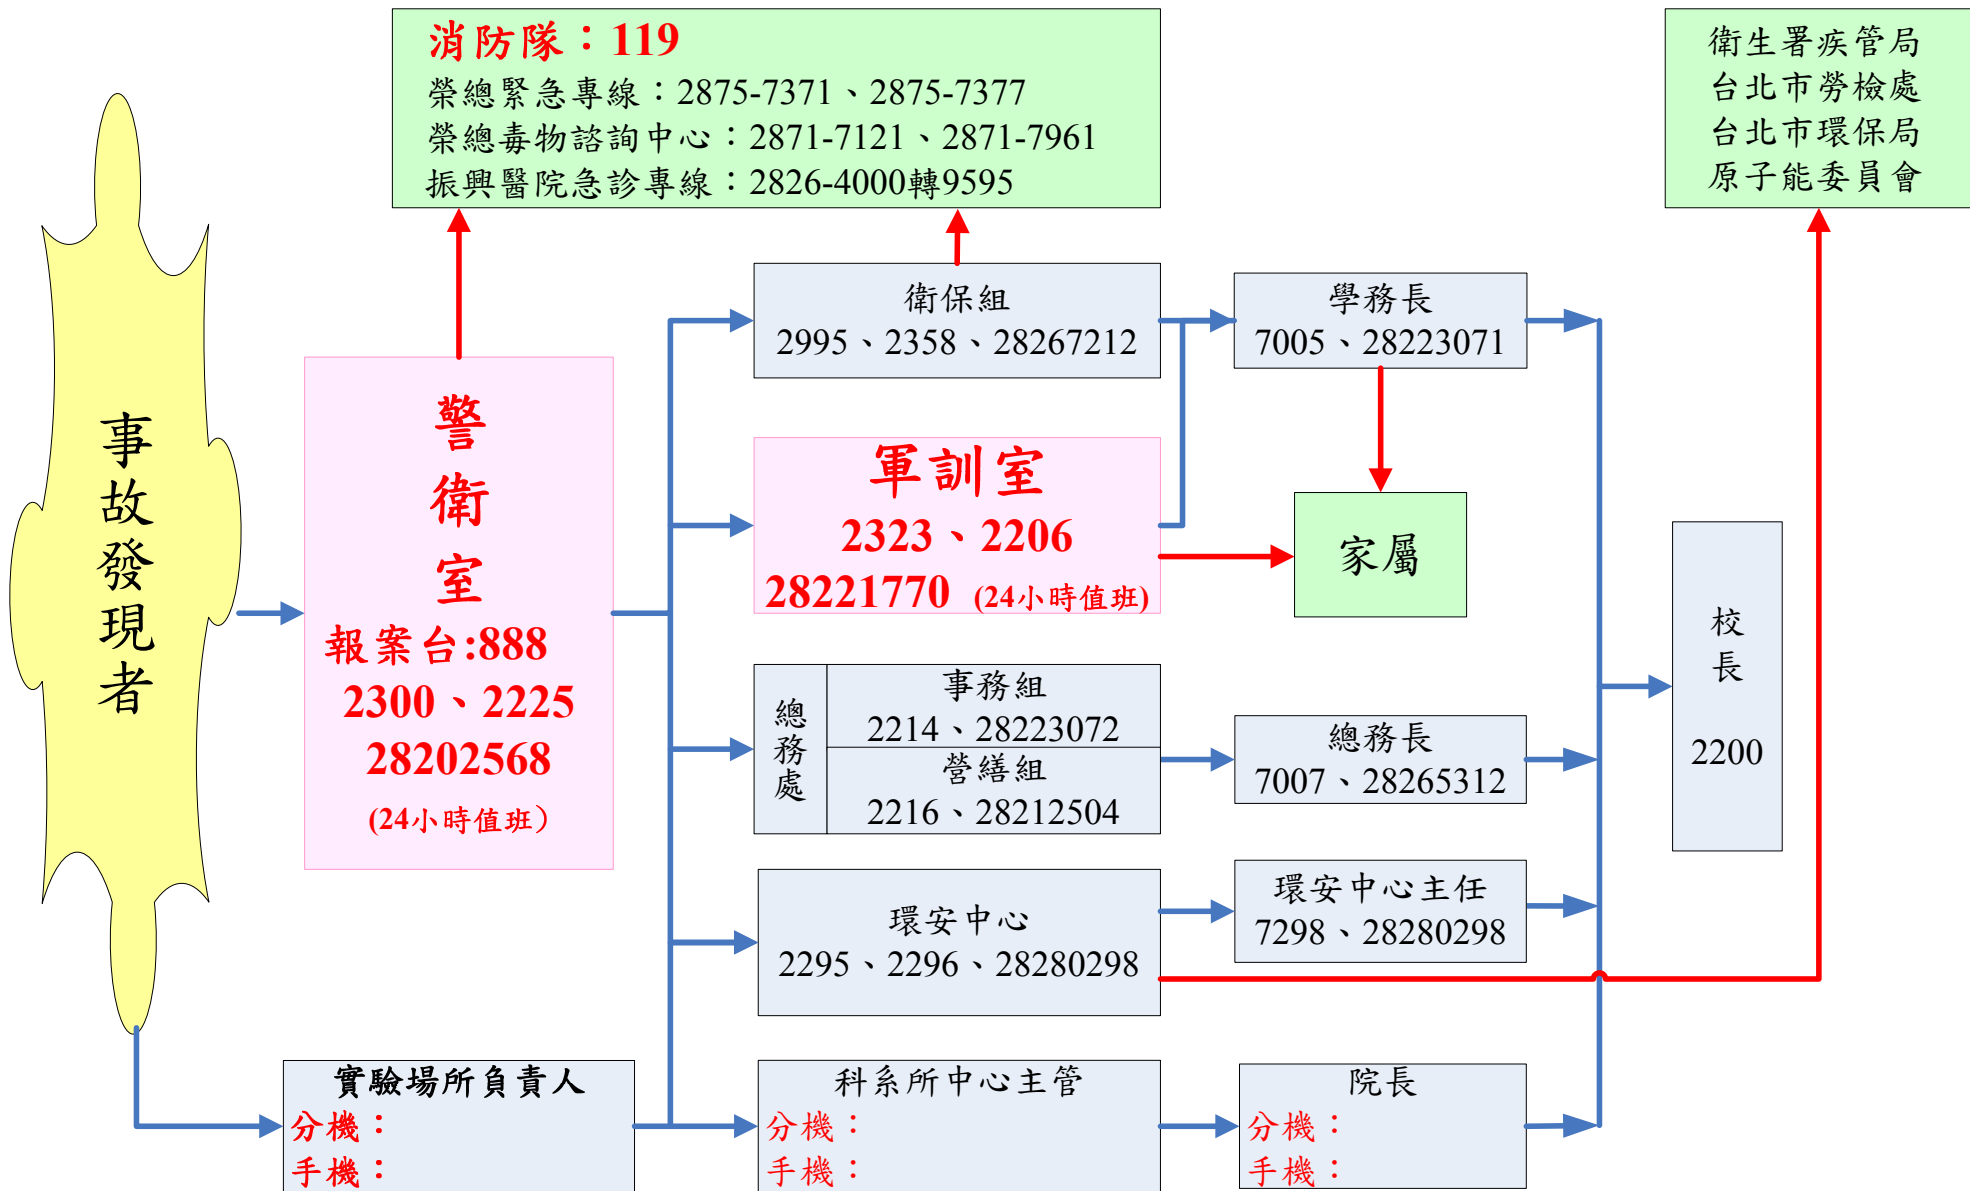 消防隊：119
榮總緊急專線：2875-7371、2875-7377
榮總毒物諮詢中心：2871-7121、2871-7961
振興醫院急診專線：2826-4000轉9595
衛生署疾管局
台北市勞檢處
台北市環保局
原子能委員會
事故發現者
警衛室
報案台:888
2300、2225
28202568
(24小時值班）
衛保組
2995、2358、28267212
學務長
7005、28223071
軍訓室
2323、2206
28221770 (24小時值班)
家屬
總務處
事務組
2214、28223072
營繕組
2216、28212504
總務長
7007、28265312
環安中心
2295、2296、28280298
環安中心主任
7298、28280298
校長
2200
實驗場所負責人
分機：
手機：
科系所中心主管
分機：
手機：
院長
分機：
手機：